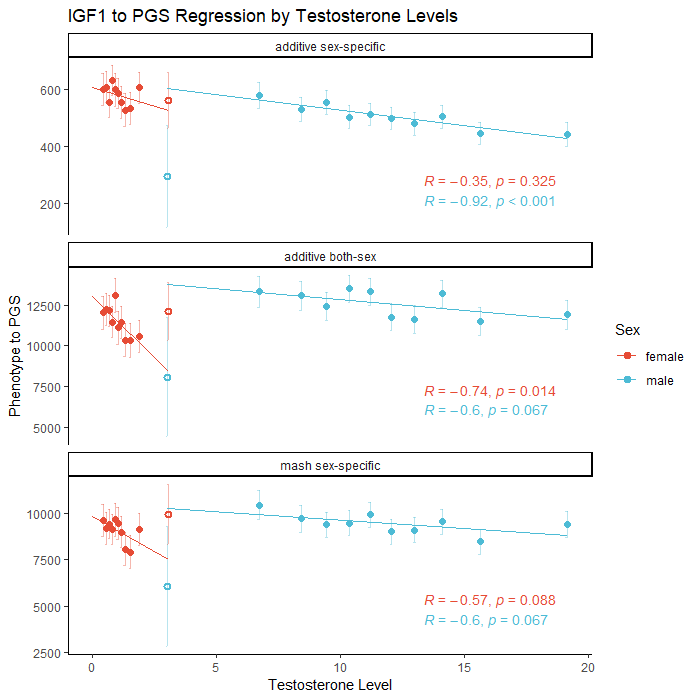 IGF1 to PGS Regression by Testosterone Levels
additive sex-specific
600
400
200
R = −0.35, p = 0.325
R = −0.92, p < 0.001
additive both-sex
12500
10000
7500
5000
R = −0.74, p = 0.014
R = −0.6, p = 0.067
mash sex-specific
10000
7500
5000
2500
R = −0.57, p = 0.088
R = −0.6, p = 0.067
0 5 10 15 20
Testosterone Level
Phenotype to PGS
Sex
female
male